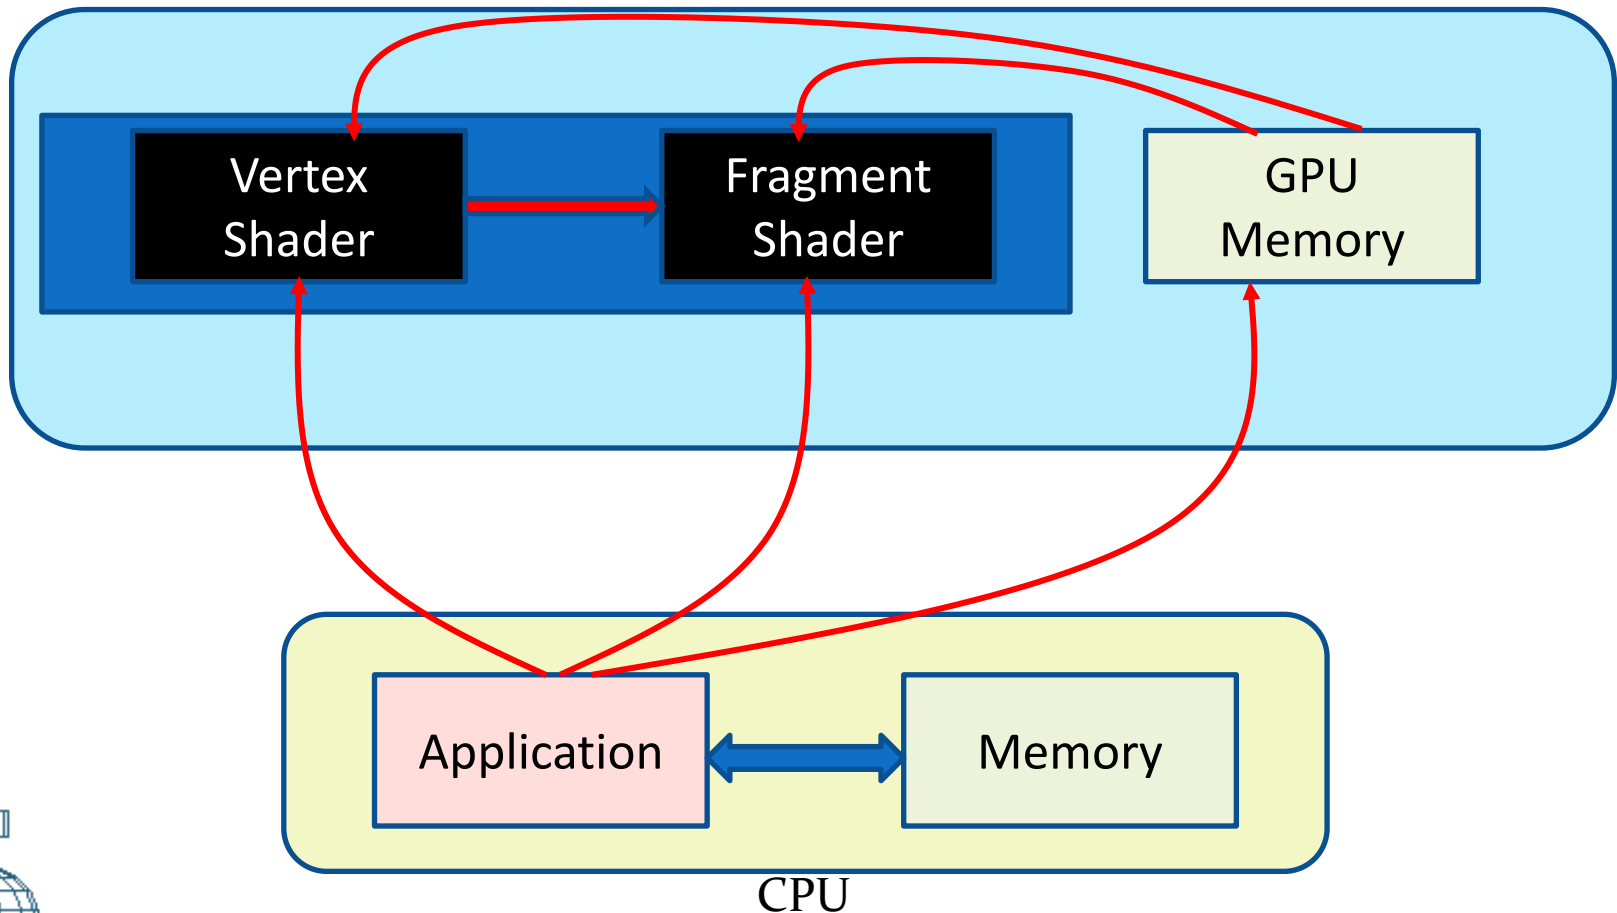 Vertex
Shader
Fragment
Shader
GPU
Memory
Application
Memory
CPU